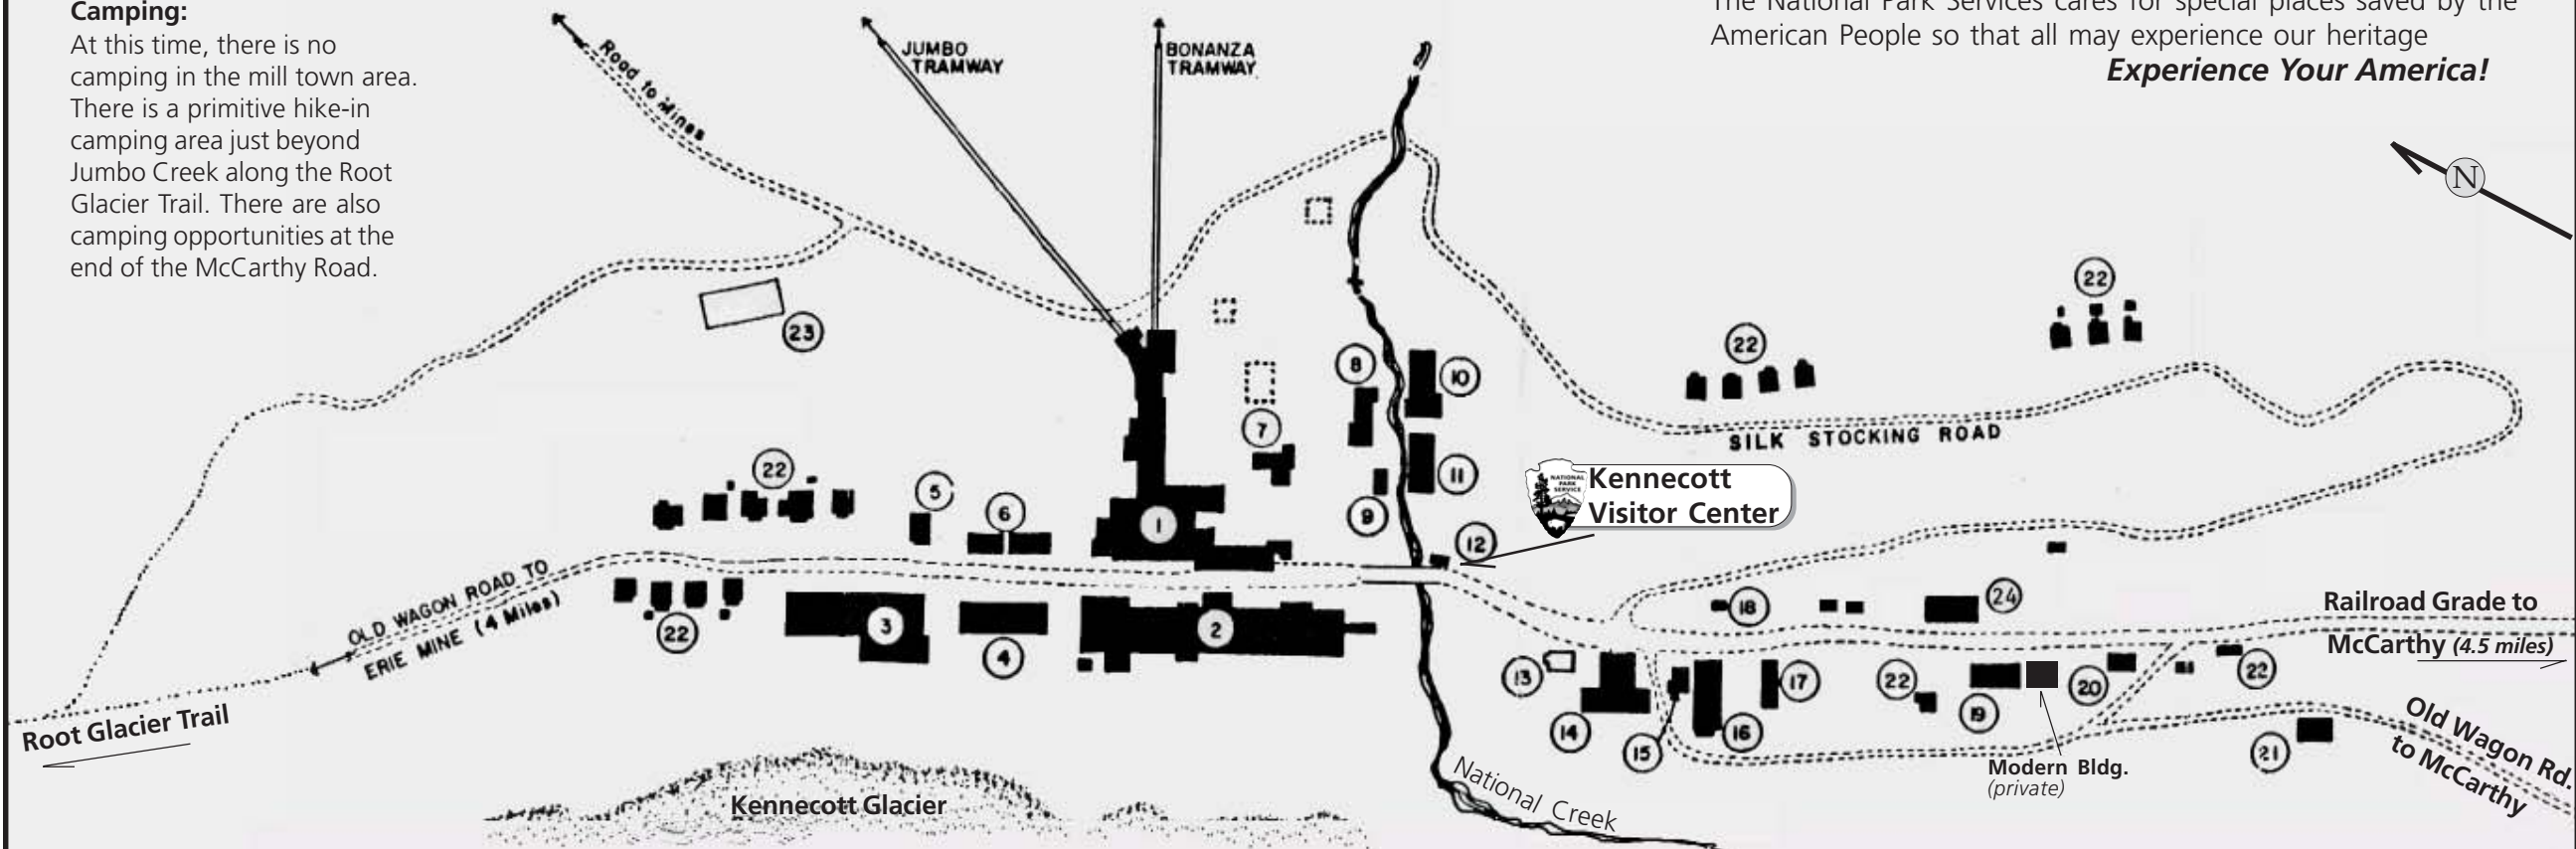 Camping:
At this time, there is no
camping in the mill town area.
There is a primitive hike-in
camping area just beyond
Jumbo Creek along the Root
Glacier Trail. There are also
camping opportunities at the
end of the McCarthy Road.
The National Park Services cares for special places saved by the
American People so that all may experience our heritage
Experience Your America!
Road to Mines
JUMBO
TRAMWAY
BONANZA
TRAMWAY
N
22
22
23
8
10
7
SILK STOCKING ROAD
22
5
6
1
9
11
12
NATIONAL
PARK
SERVICE
Kennecott
Visitor Center
OLD WAGON ROAD TO
ERIE MINE (4 Miles)
22
3
4
2
18
24
Railroad Grade to
McCarthy (4.5 miles)
13
14
15
16
17
22
19
20
22
21
Modern Bldg.
(private)
Old Wagon Rd.
to McCarthy
Root Glacier Trail
Kennecott Glacier
National Creek